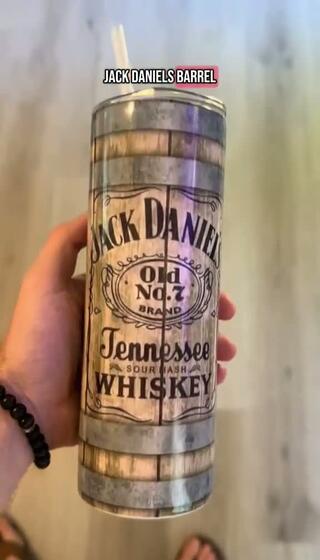 JACK DANIELS BARREL
JACK DANIEL'S
Old
No.7
BRAND
Tennessee
SOUR MASH
WHISKEY